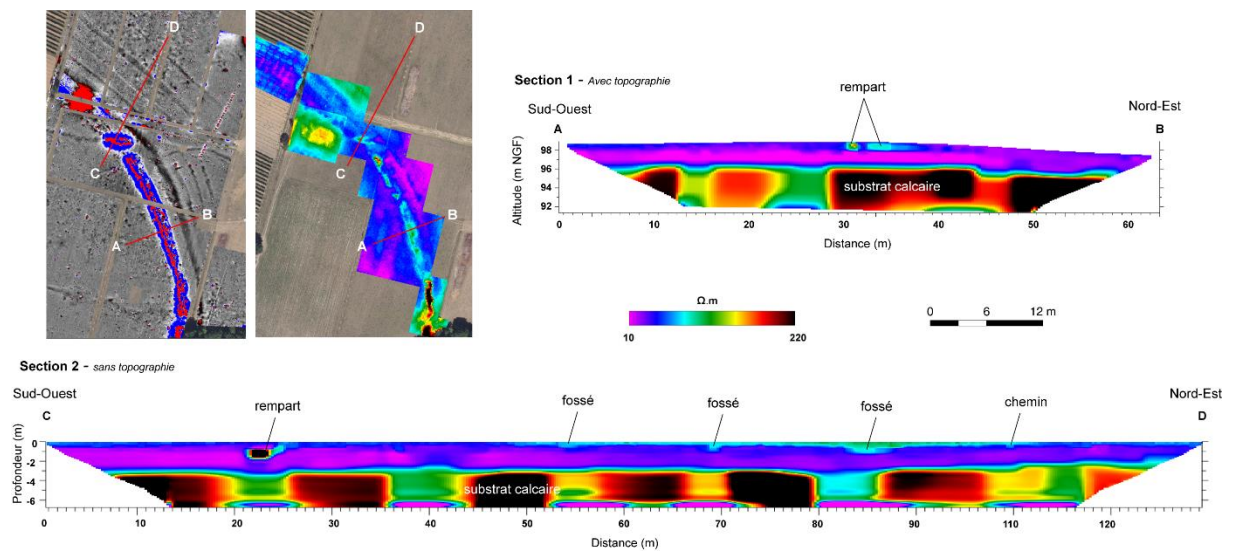 D
C
B
A
D
C
B
A
Section 1 - Avec topographie
rempart
Sud-Ouest
Nord-Est
A
B
Altitude (m NGF)
98
96
94
92
substrat calcaire
0 10 20 30 40 50 60
Distance (m)
Ω.m
10 220
0 6 12 m
Section 2 - sans topographie
Sud-Ouest
Nord-Est
C
rempart
fossé
fossé
fossé
chemin
D
Profondeur (m)
0
-2
-4
-6
substrat calcaire
0 10 20 30 40 50 60 70 80 90 100 110 120
Distance (m)